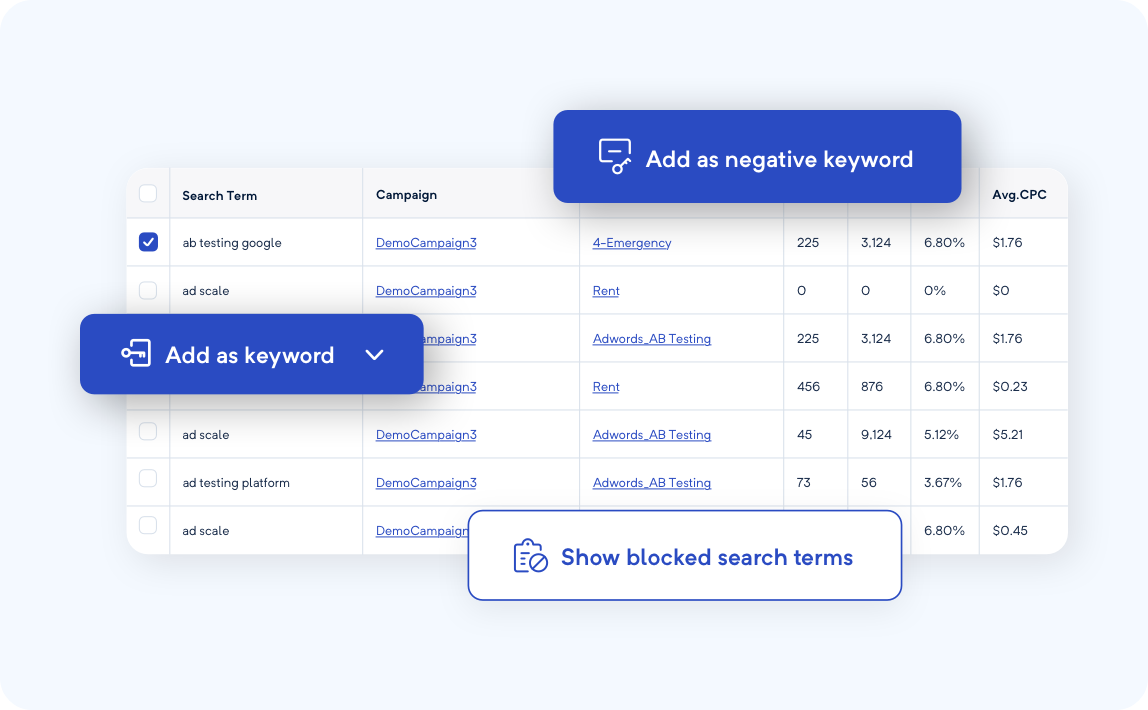 Add as negative keyword
Search Term Campaign Avg.CPC
ab testing google DemoCampaign3 4-Emergency 225 3,124 6.80% $1.76
ad scale DemoCampaign3 Rent 0 0 0% $0
Add as keyword
ampaign3 Adwords_AB Testing 225 3,124 6.80% $1.76
ampaign3 Rent 456 876 6.80% $0.23
ad scale DemoCampaign3 Adwords_AB Testing 45 9,124 5.12% $5.21
ad testing platform DemoCampaign3 Adwords_AB Testing 73 56 3.67% $1.76
ad scale DemoCampaign 6.80% $0.45
Show blocked search terms